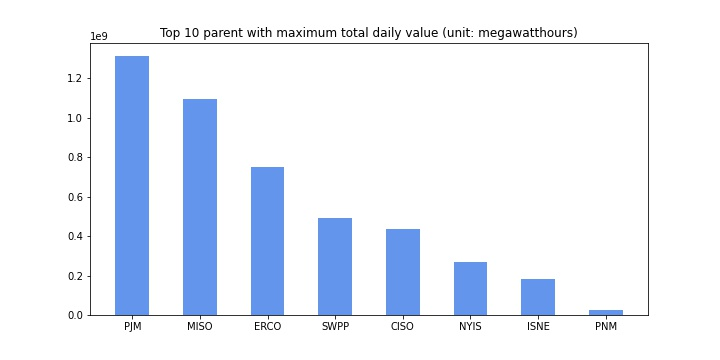 Top 10 parent with maximum total daily value (unit: megawatthours)
1e9
1.2
1.0
0.8
0.6
0.4
0.2
0.0
PJM MISO ERCO SWPP CISO NYIS ISNE PNM